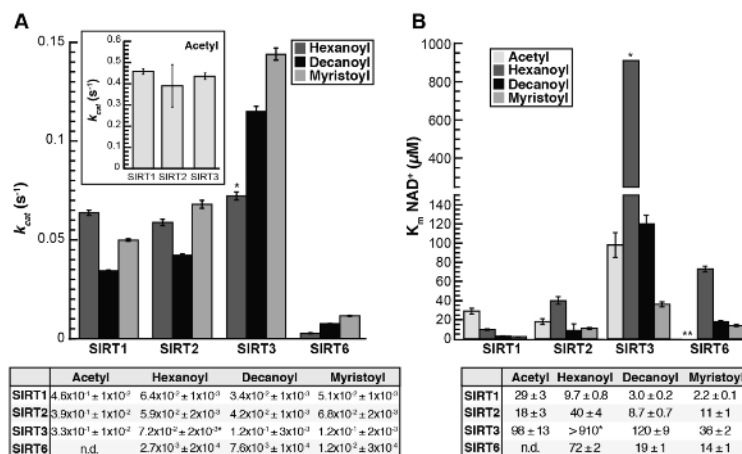 A
B
0.15
0.1
0.05
0
k_cat (s⁻¹)
Acetyl
0.6
0.5
0.4
0.3
0.2
0.1
0
k_cat (s⁻¹)
SIRT1 SIRT2 SIRT3
Hexanoyl
Decanoyl
Myristoyl
*
SIRT1 SIRT2 SIRT3 SIRT6
Acetyl Hexanoyl Decanoyl Myristoyl
SIRT1 4.6x10⁻¹ ± 1x10⁻² 6.4x10⁻² ± 1x10⁻³ 3.4x10⁻² ± 1x10⁻³ 5.1x10⁻² ± 1x10⁻³
SIRT2 3.9x10⁻¹ ± 1x10⁻² 5.9x10⁻² ± 2x10⁻³ 4.2x10⁻² ± 1x10⁻³ 6.8x10⁻² ± 2x10⁻³
SIRT3 3.3x10⁻¹ ± 1x10⁻² 7.2x10⁻² ± 2x10⁻³* 1.2x10⁻¹ ± 3x10⁻³ 1.2x10⁻¹ ± 2x10⁻³
SIRT6 n.d. 2.7x10⁻³ ± 2x10⁻⁴ 7.6x10⁻³ ± 1x10⁻⁴ 1.2x10⁻² ± 3x10⁻⁴
1000
800
600
400
200
140
120
100
80
60
40
20
0
K_m NAD⁺ (µM)
Acetyl
Hexanoyl
Decanoyl
Myristoyl
*
**
SIRT1 SIRT2 SIRT3 SIRT6
Acetyl Hexanoyl Decanoyl Myristoyl
SIRT1 29 ± 3 9.7 ± 0.8 3.0 ± 0.2 2.2 ± 0.1
SIRT2 18 ± 3 40 ± 4 8.7 ± 0.7 11 ± 1
SIRT3 98 ± 13 >910* 120 ± 9 36 ± 2
SIRT6 n.d. 72 ± 2 19 ± 1 14 ± 1